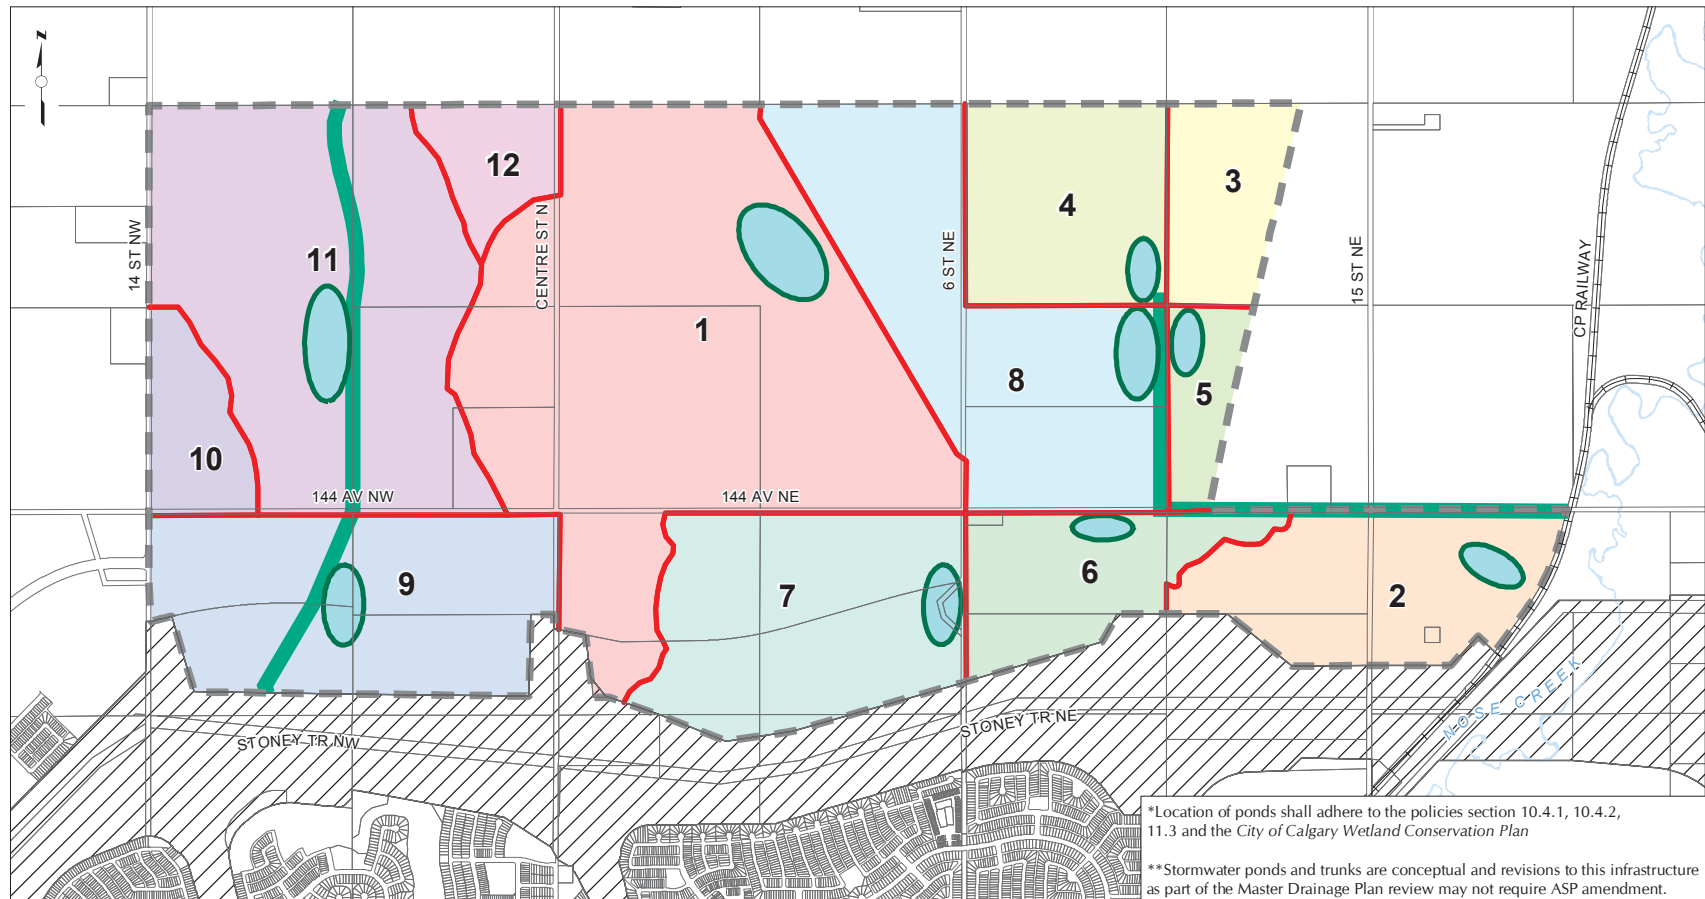 z
12
3
4
14 ST NW
11
CENTRE ST N
6 ST NE
15 ST NE
CP RAILWAY
1
8
5
10
144 AV NW
144 AV NE
9
7
6
2
NOSE CREEK
STONEY TR NW
STONEY TR NE
*Location of ponds shall adhere to the policies section 10.4.1, 10.4.2,
11.3 and the City of Calgary Wetland Conservation Plan
**Stormwater ponds and trunks are conceptual and revisions to this infrastructure
as part of the Master Drainage Plan review may not require ASP amendment.